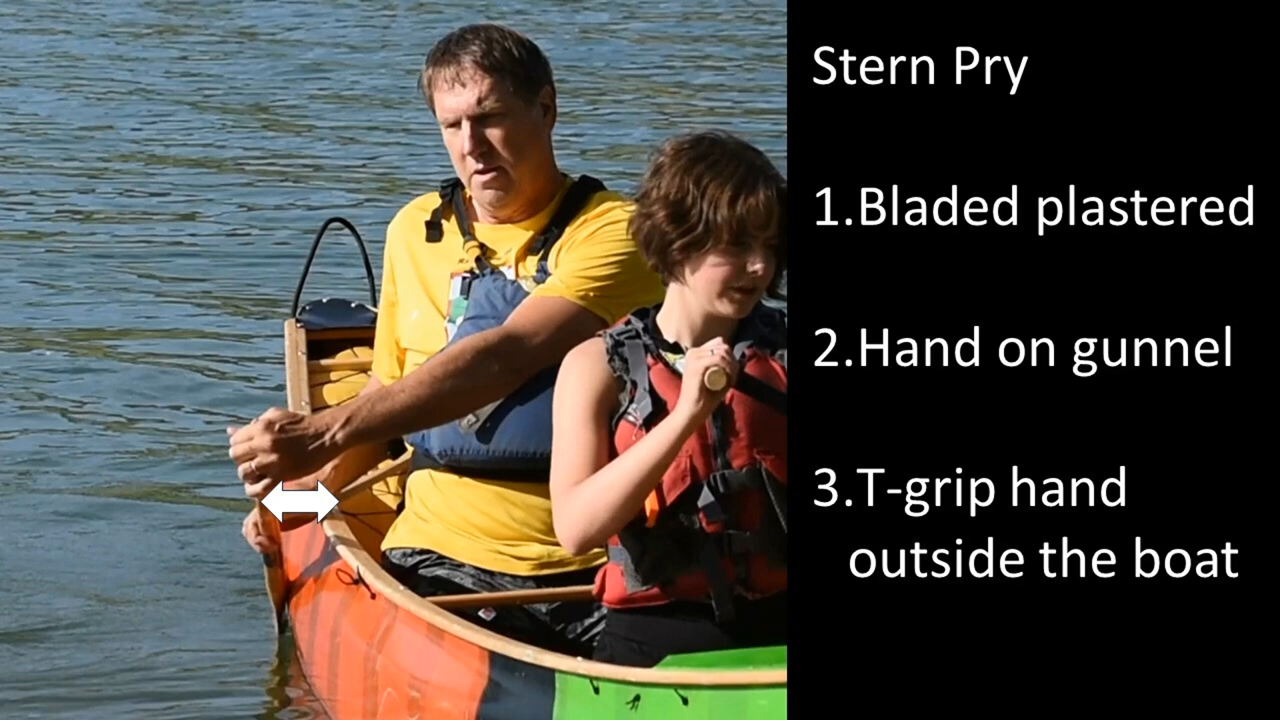 Stern Pry
1.Bladed plastered
2.Hand on gunnel
3.T-grip hand
outside the boat